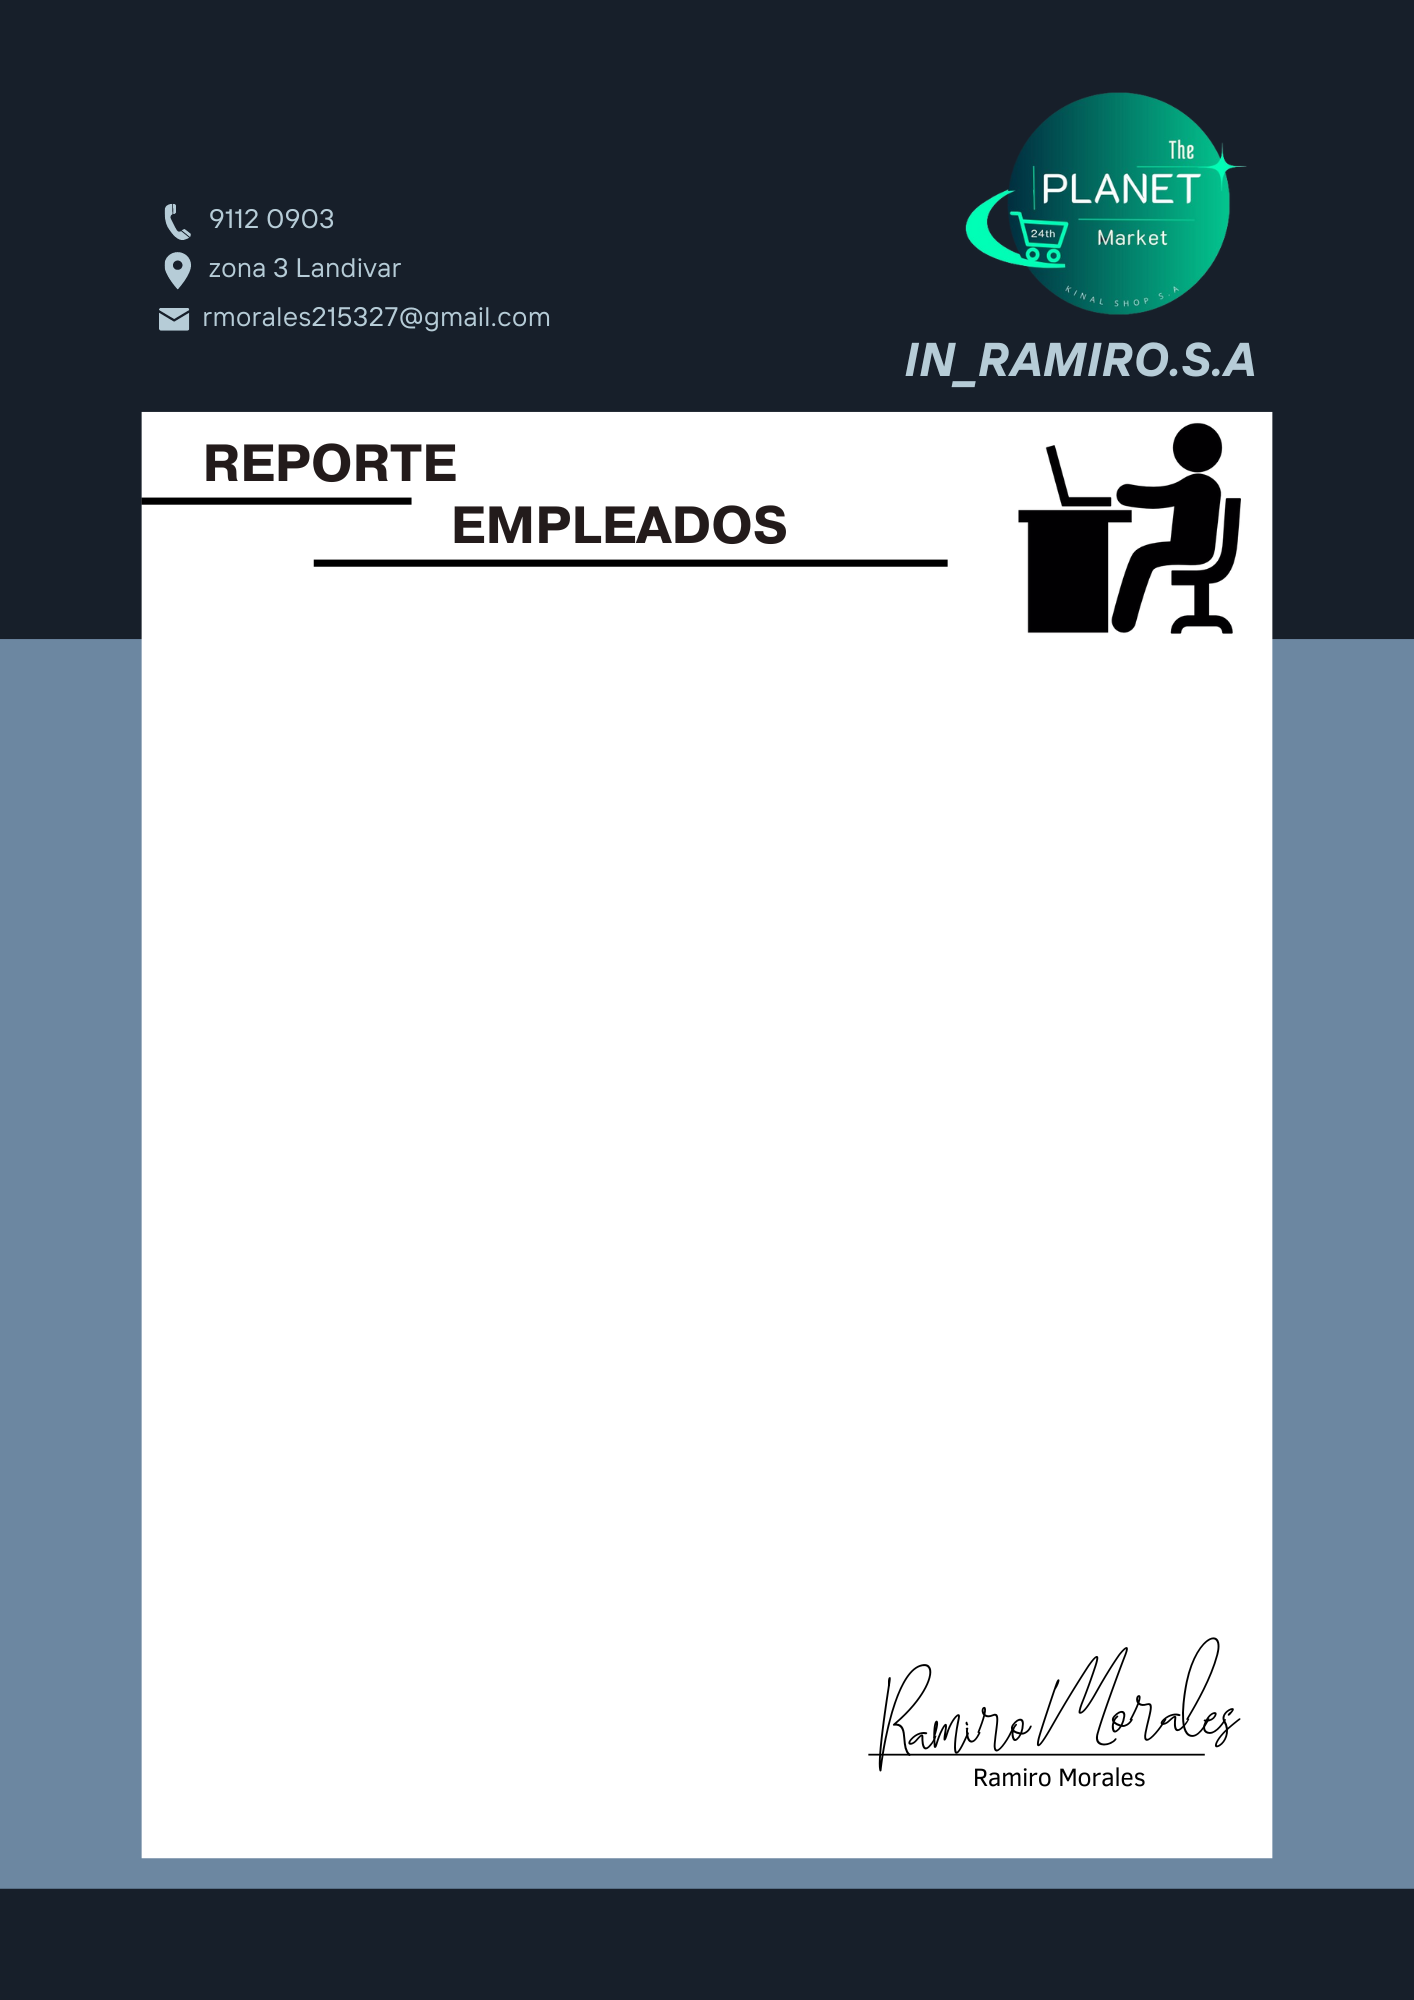 9112 0903
zona 3 Landivar
rmorales215327@gmail.com
The
PLANET
24th
Market
KINAL SHOP S.A
IN_RAMIRO.S.A
REPORTE
EMPLEADOS
Ramiro Morales
Ramiro Morales